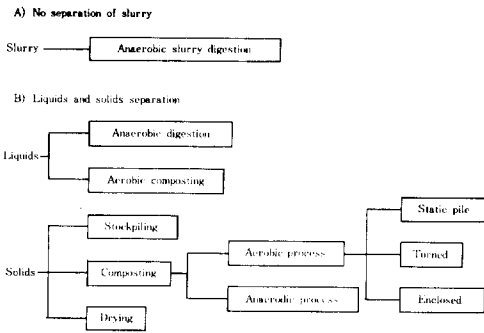 A) No separation of slurry
Slurry
Anaerobic slurry digestion
B) Liquids and solids separation
Anaerobic digestion
Liquids
Aerobic composting
Static pile
Stockpiling
Aerobic process
Turned
Solids
Composting
Anaerodic process
Enclosed
Drying